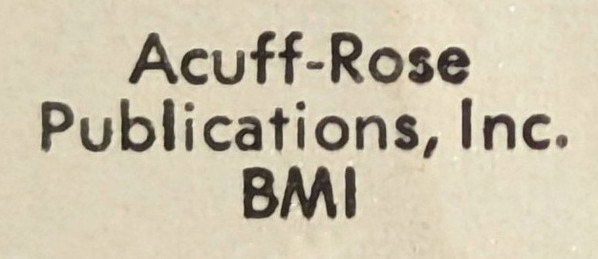 Acuff-Rose
Publications, Inc.
BMI